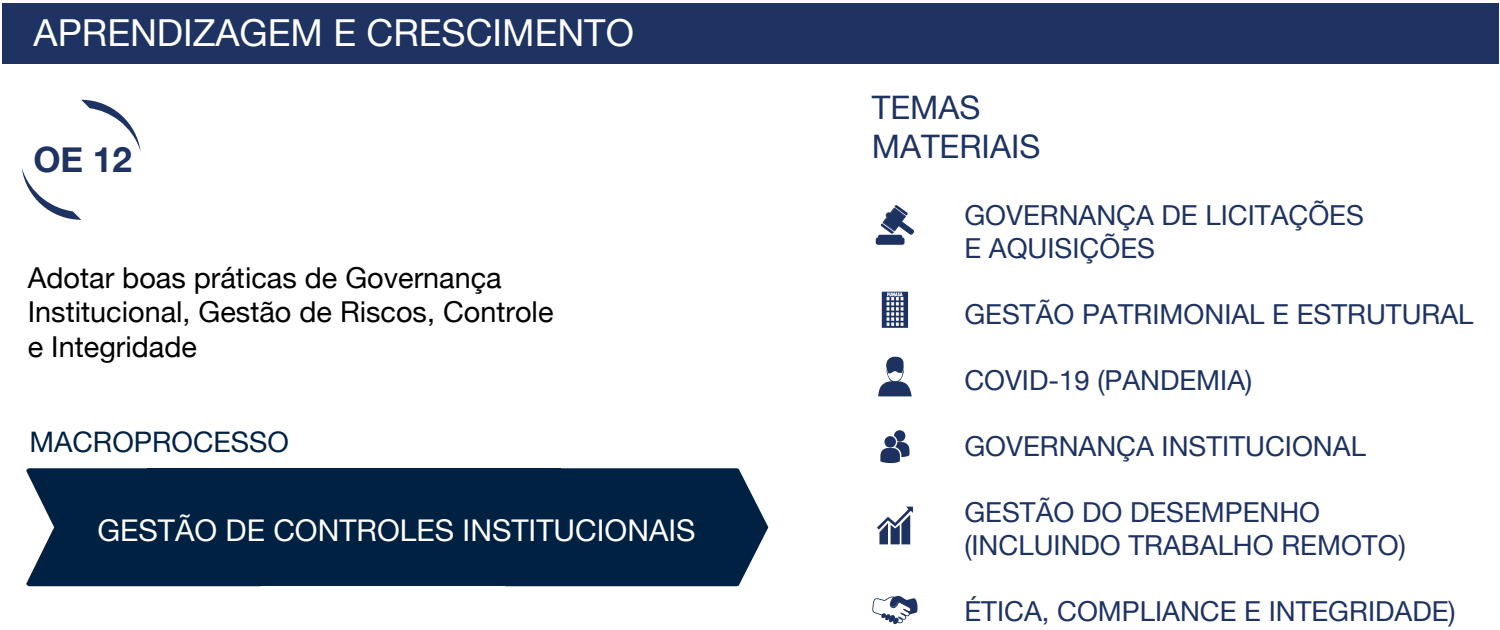 APRENDIZAGEM E CRESCIMENTO
OE 12
Adotar boas práticas de Governança
Institucional, Gestão de Riscos, Controle
e Integridade
MACROPROCESSO
GESTÃO DE CONTROLES INSTITUCIONAIS
TEMAS
MATERIAIS
GOVERNANÇA DE LICITAÇÕES
E AQUISIÇÕES
FUNASA
GESTÃO PATRIMONIAL E ESTRUTURAL
COVID-19 (PANDEMIA)
GOVERNANÇA INSTITUCIONAL
GESTÃO DO DESEMPENHO
(INCLUINDO TRABALHO REMOTO)
ÉTICA, COMPLIANCE E INTEGRIDADE)